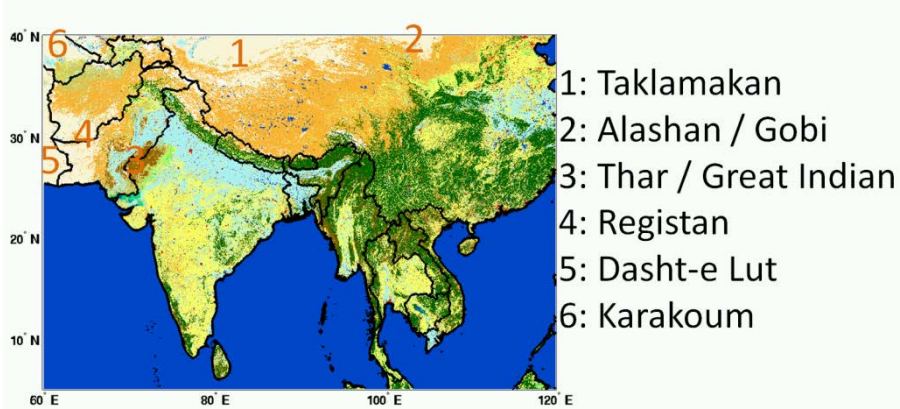 40° N
30° N
20° N
10° N
60° E
80° E
100° E
120° E
6
1
2
4
5
3
1: Taklamakan
2: Alashan / Gobi
3: Thar / Great Indian
4: Registan
5: Dasht-e Lut
6: Karakoum